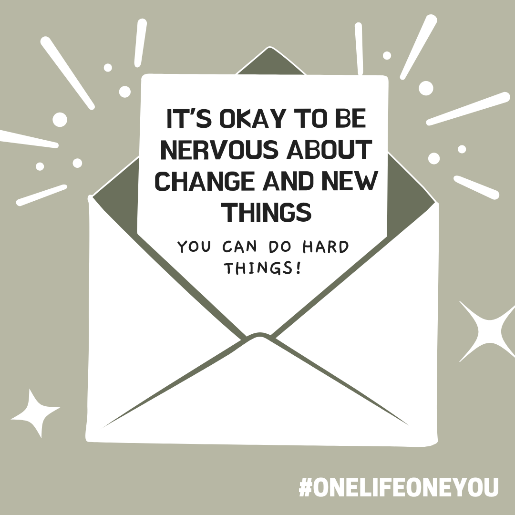 IT'S OKAY TO BE
NERVOUS ABOUT
CHANGE AND NEW
THINGS
YOU CAN DO HARD
THINGS!
#ONELIFEONEYOU